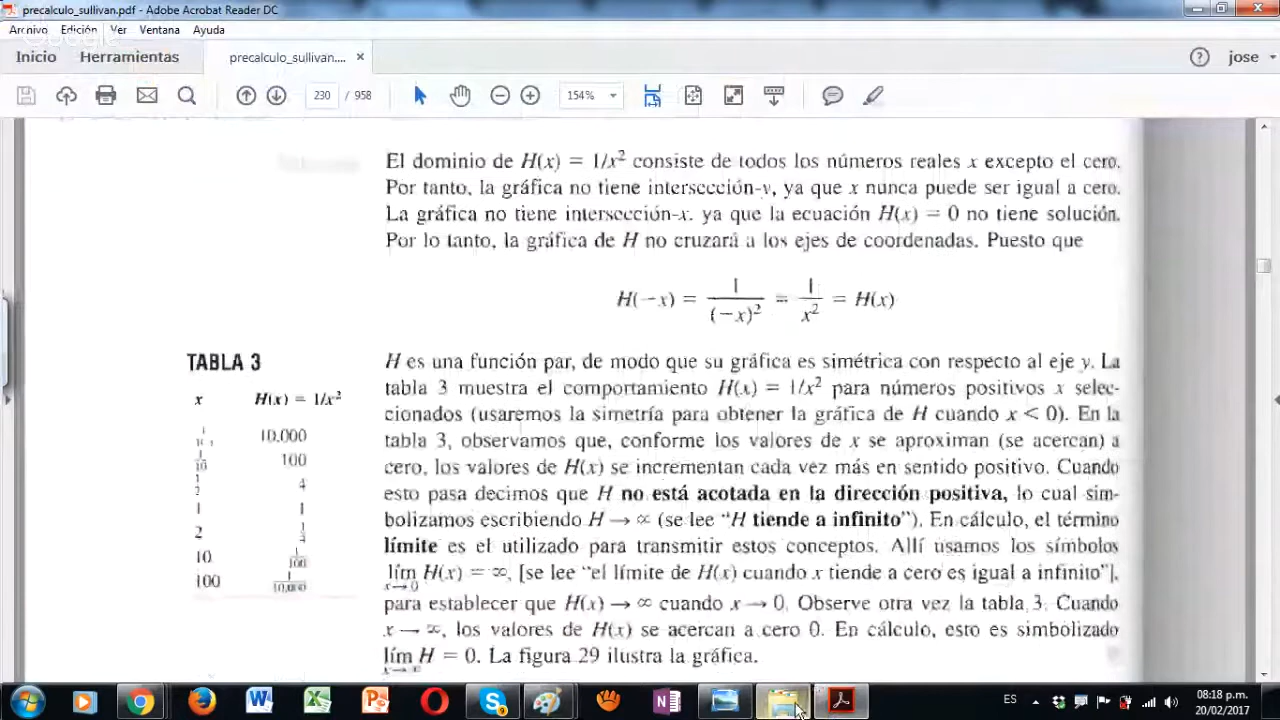 precalculo_sullivan.pdf - Adobe Acrobat Reader DC
Archivo Edición Ver Ventana Ayuda
Inicio Herramientas precalculo_sullivan.... × jose
230 / 958 154%
El dominio de H(x) = 1/x² consiste de todos los números reales x excepto el cero.
Por tanto, la gráfica no tiene intersección-y, ya que x nunca puede ser igual a cero.
La gráfica no tiene intersección-x. ya que la ecuación H(x) = 0 no tiene solución.
Por lo tanto, la gráfica de H no cruzará a los ejes de coordenadas. Puesto que
H(−x) = 1/(−x)² = 1/x² = H(x)
H es una función par, de modo que su gráfica es simétrica con respecto al eje y. La
tabla 3 muestra el comportamiento H(x) = 1/x² para números positivos x selec-
cionados (usaremos la simetría para obtener la gráfica de H cuando x < 0). En la
tabla 3, observamos que, conforme los valores de x se aproximan (se acercan) a
cero, los valores de H(x) se incrementan cada vez más en sentido positivo. Cuando
esto pasa decimos que H no está acotada en la dirección positiva, lo cual sim-
bolizamos escribiendo H → ∞ (se lee “H tiende a infinito”). En cálculo, el término
límite es el utilizado para transmitir estos conceptos. Allí usamos los símbolos
lím H(x) = ∞, [se lee “el límite de H(x) cuando x tiende a cero es igual a infinito”],
x→0
para establecer que H(x) → ∞ cuando x → 0. Observe otra vez la tabla 3. Cuando
x → ∞, los valores de H(x) se acercan a cero 0. En cálculo, esto es simbolizado
lím H = 0. La figura 29 ilustra la gráfica.
x→∞
TABLA 3
x H(x) = 1/x²
10,000
1/10 100
1/2 4
1 1
2 1/4
10 1/100
100 1/10,000
ES 08:18 p.m.
20/02/2017